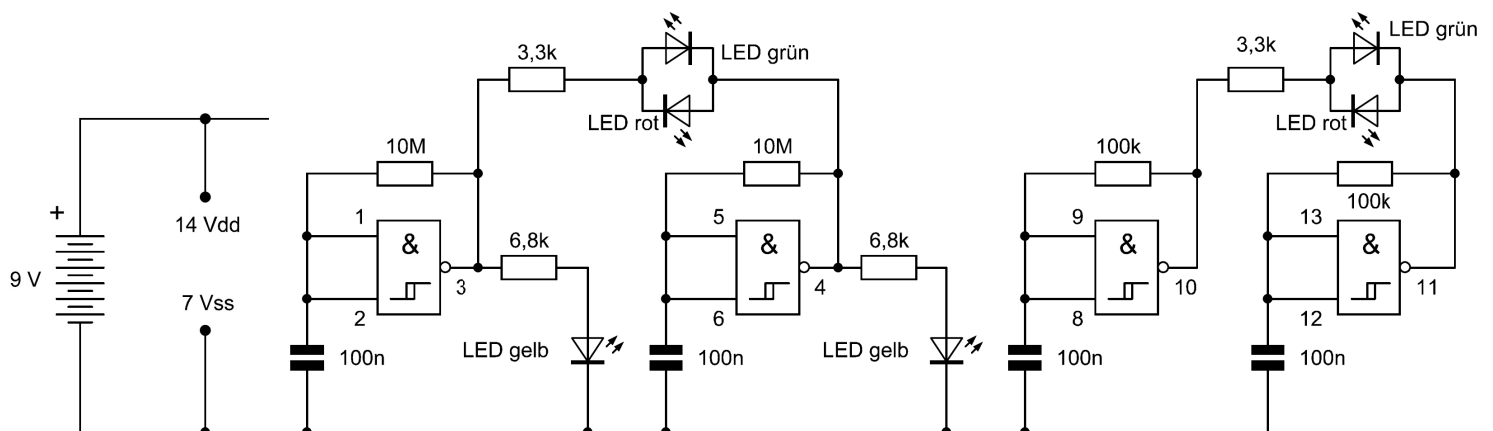 +
9 V
14 Vdd
7 Vss
3,3k
LED grün
LED rot
10M
1
&
2
3
6,8k
100n
LED gelb
10M
5
&
6
4
6,8k
100n
LED gelb
3,3k
LED grün
LED rot
100k
9
&
8
10
100n
100k
13
&
12
11
100n